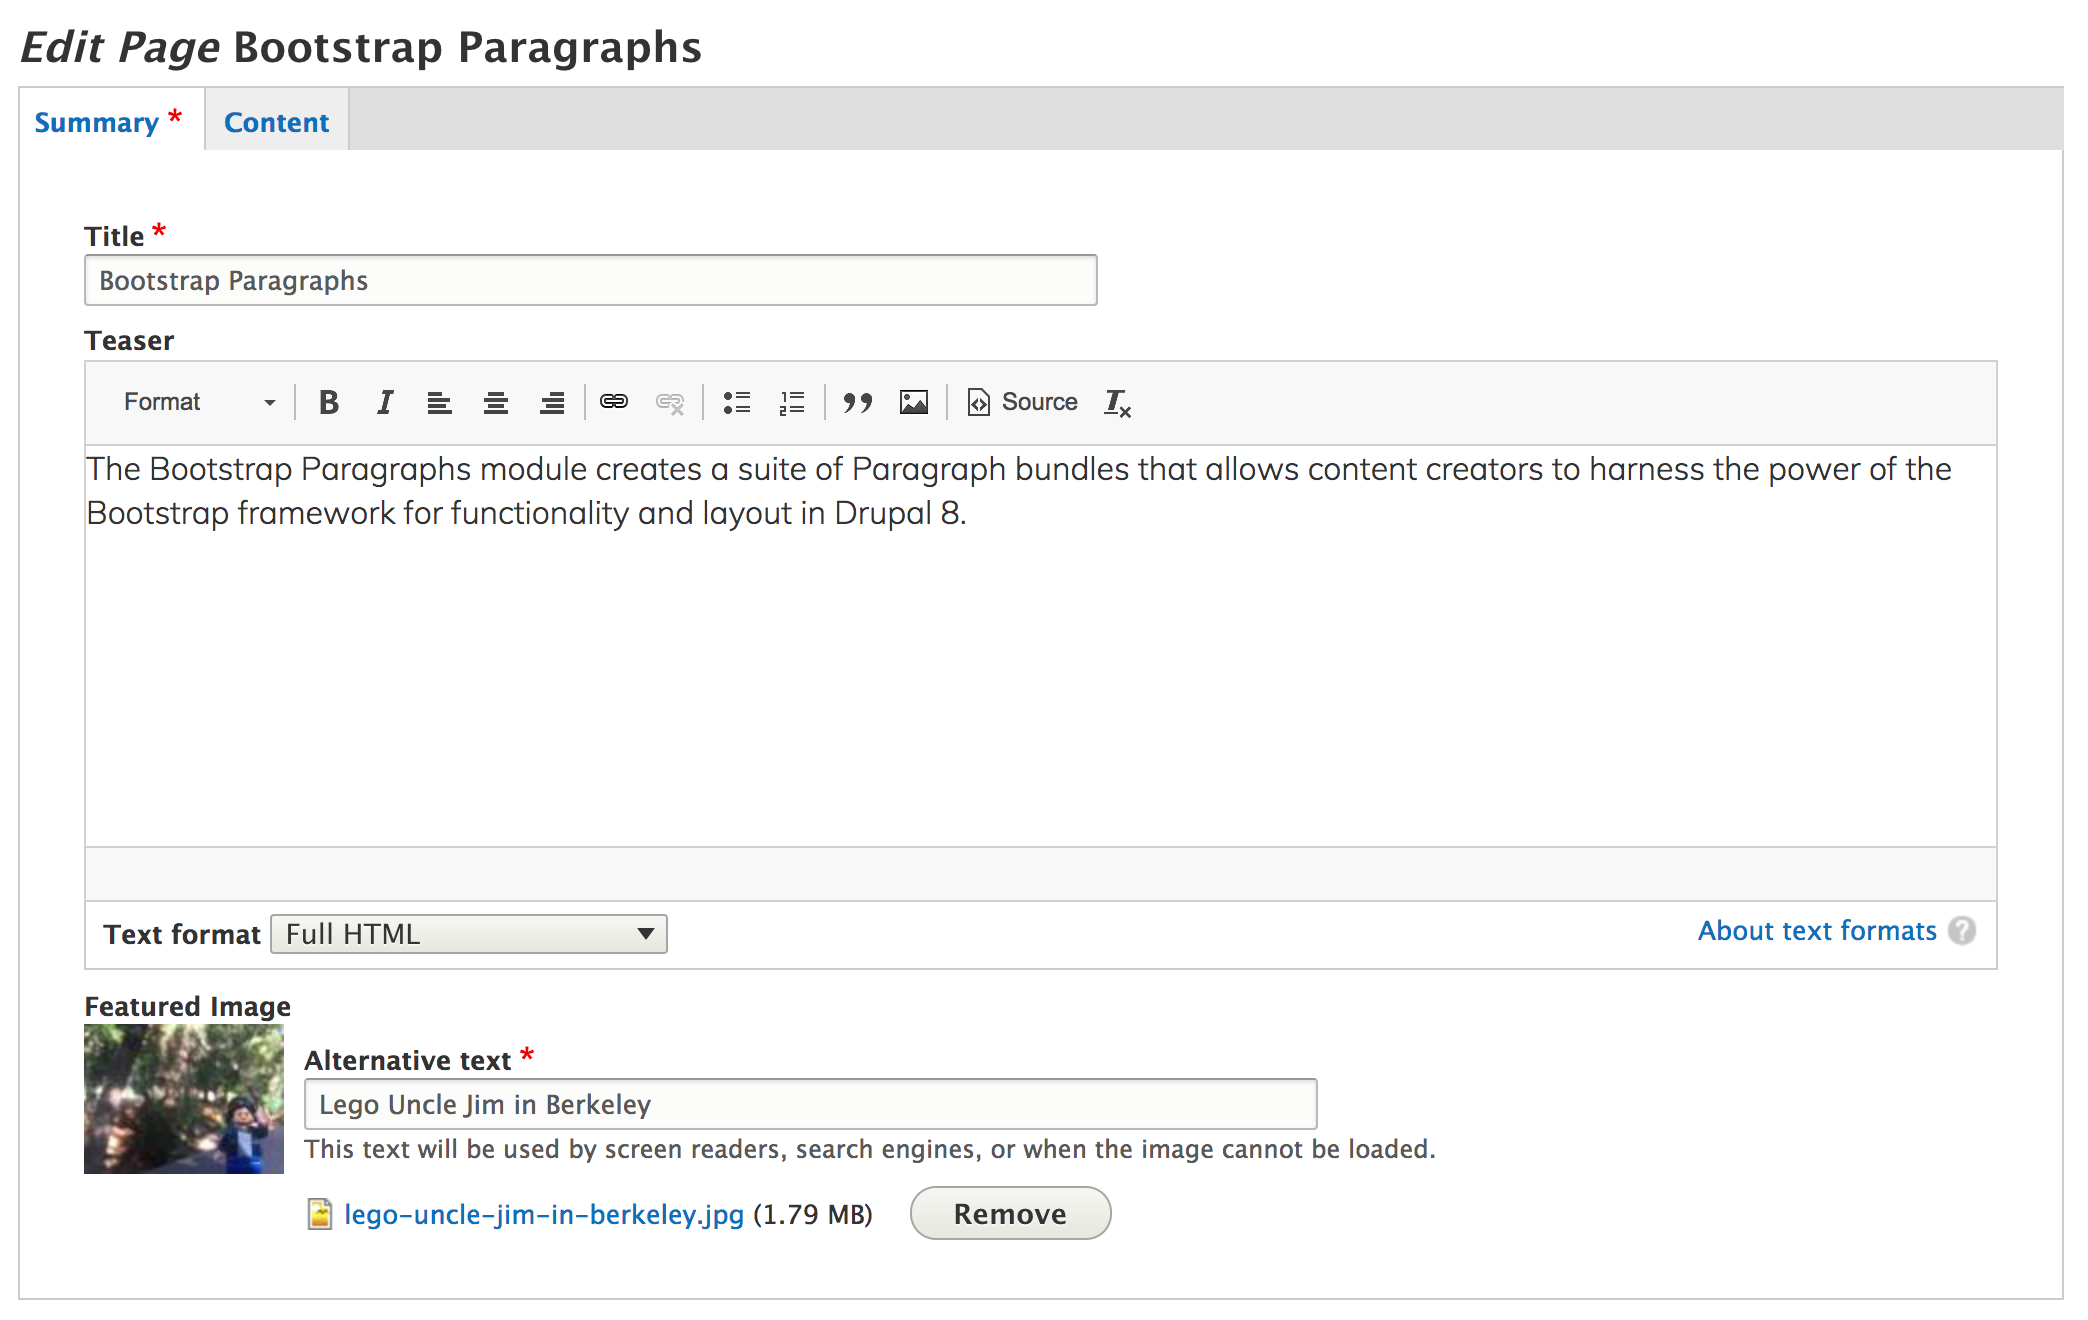 Edit Page Bootstrap Paragraphs
Summary * Content
Title *
Bootstrap Paragraphs
Teaser
Format B I Source Tx
The Bootstrap Paragraphs module creates a suite of Paragraph bundles that allows content creators to harness the power of the
Bootstrap framework for functionality and layout in Drupal 8.
Text format Full HTML About text formats ?
Featured Image
Alternative text *
Lego Uncle Jim in Berkeley
This text will be used by screen readers, search engines, or when the image cannot be loaded.
lego-uncle-jim-in-berkeley.jpg (1.79 MB) Remove